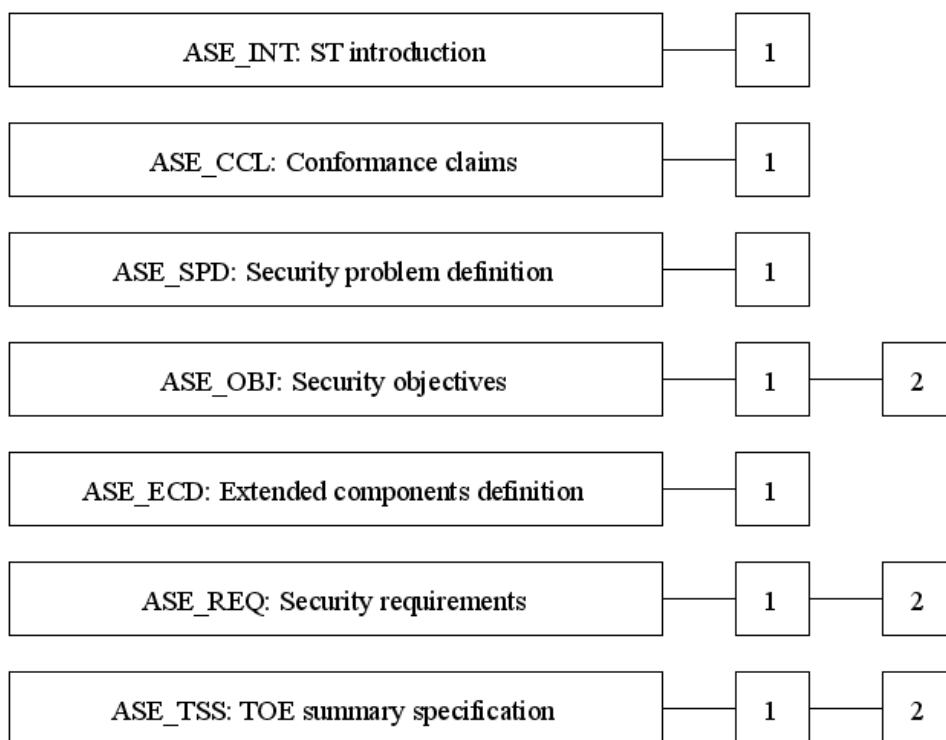 ASE_INT: ST introduction 1
ASE_CCL: Conformance claims 1
ASE_SPD: Security problem definition 1
ASE_OBJ: Security objectives 1 2
ASE_ECD: Extended components definition 1
ASE_REQ: Security requirements 1 2
ASE_TSS: TOE summary specification 1 2